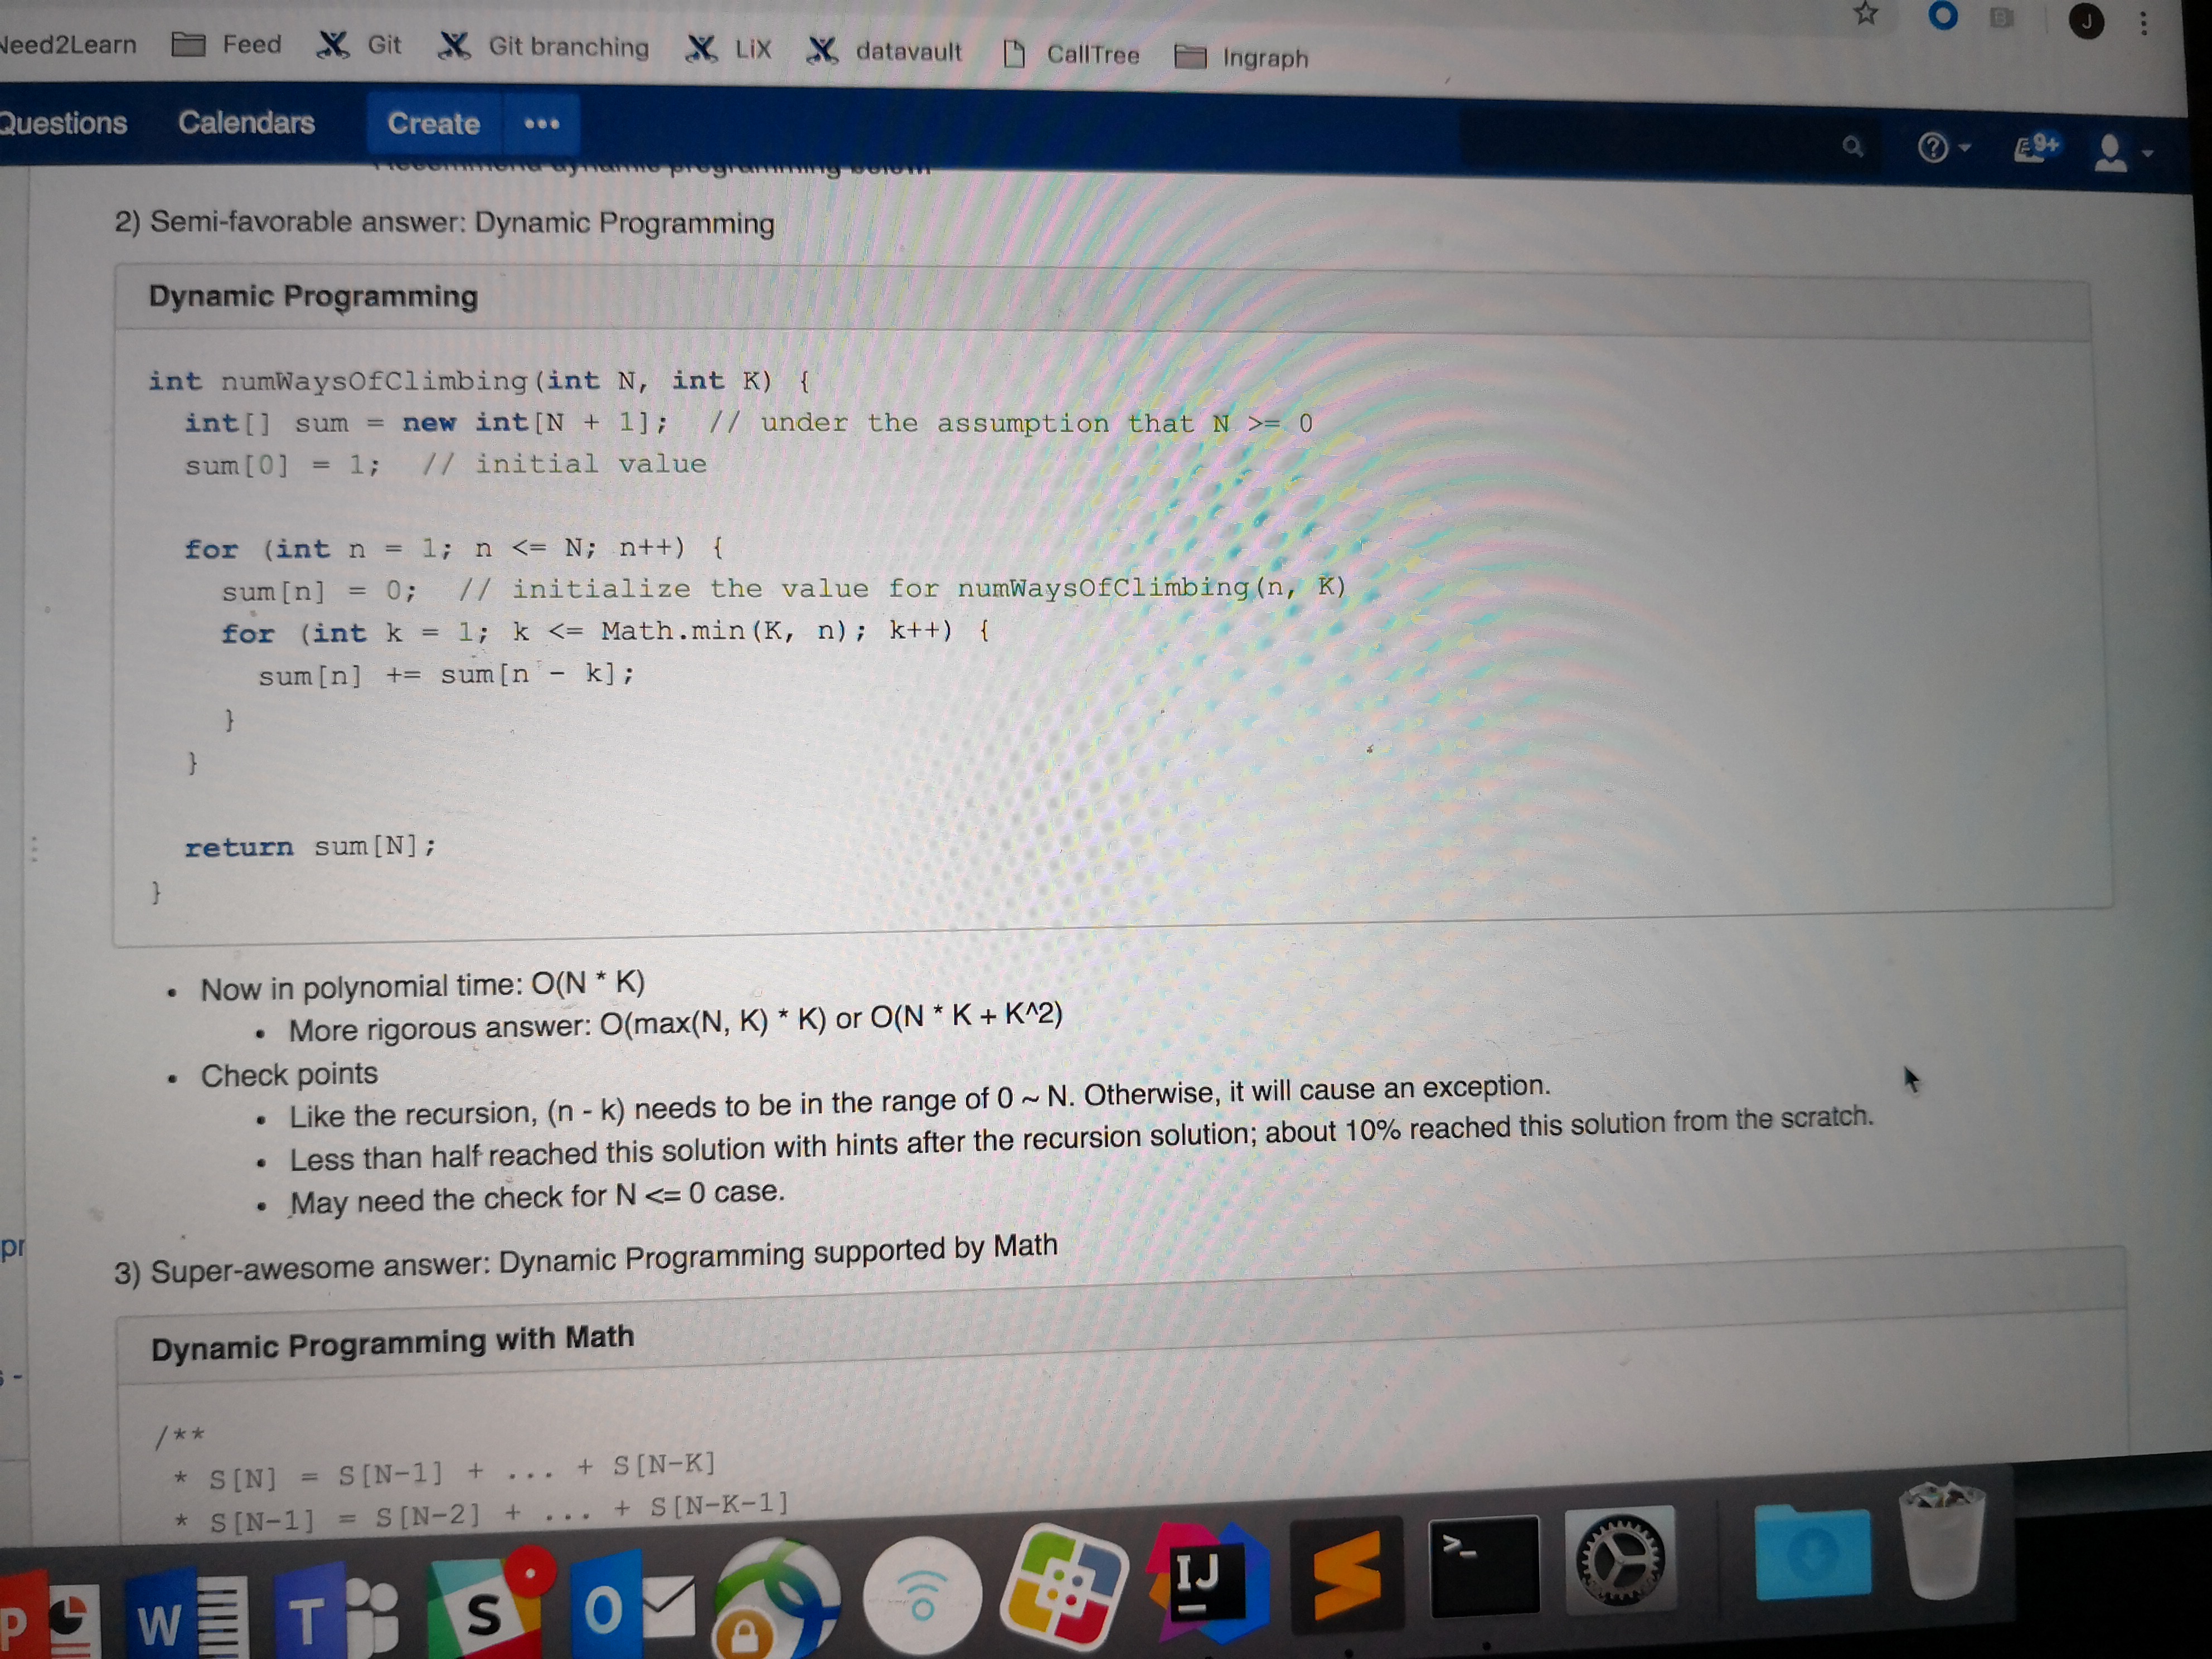 Need2Learn Feed Git Git branching LiX datavault CallTree Ingraph J
Questions Calendars Create ••• 9+
Recommend dynamic programming below
2) Semi-favorable answer: Dynamic Programming
Dynamic Programming
int numWaysOfClimbing(int N, int K) {
int[] sum = new int[N + 1]; // under the assumption that N >= 0
sum[0] = 1; // initial value
for (int n = 1; n <= N; n++) {
sum[n] = 0; // initialize the value for numWaysOfClimbing(n, K)
for (int k = 1; k <= Math.min(K, n); k++) {
sum[n] += sum[n - k];
}
}
return sum[N];
}
• Now in polynomial time: O(N * K)
• More rigorous answer: O(max(N, K) * K) or O(N * K + K^2)
• Check points
• Like the recursion, (n - k) needs to be in the range of 0 ~ N. Otherwise, it will cause an exception.
• Less than half reached this solution with hints after the recursion solution; about 10% reached this solution from the scratch.
• May need the check for N <= 0 case.
pr
3) Super-awesome answer: Dynamic Programming supported by Math
Dynamic Programming with Math
s -
/**
* S[N] = S[N-1] + ... + S[N-K]
* S[N-1] = S[N-2] + ... + S[N-K-1]
P W T S O IJ >_